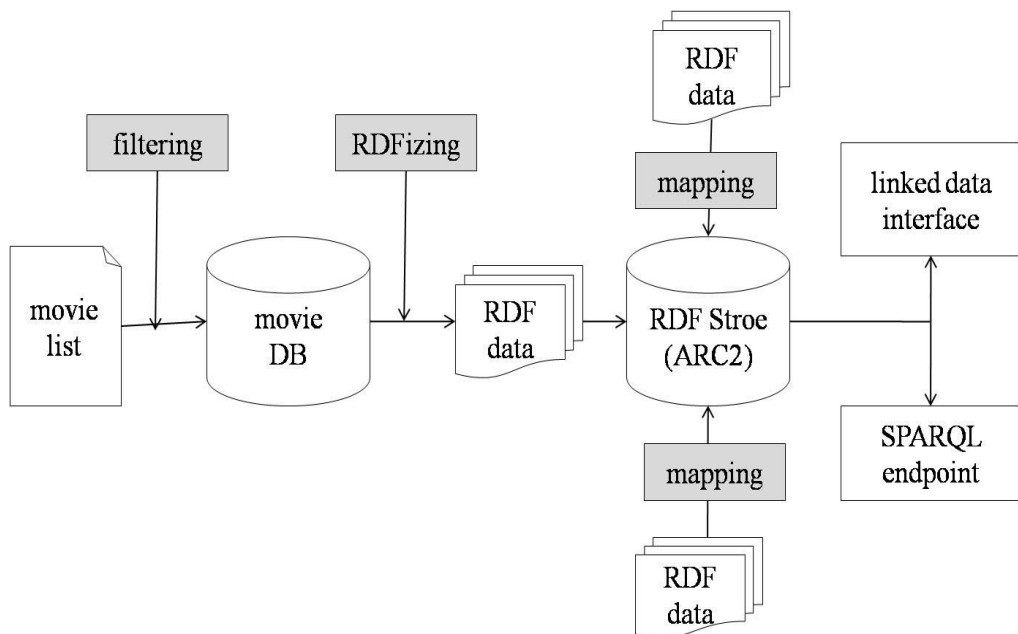 RDF
data
filtering
RDFizing
mapping
linked data
interface
movie
list
movie
DB
RDF
data
RDF Stroe
(ARC2)
mapping
SPARQL
endpoint
RDF
data